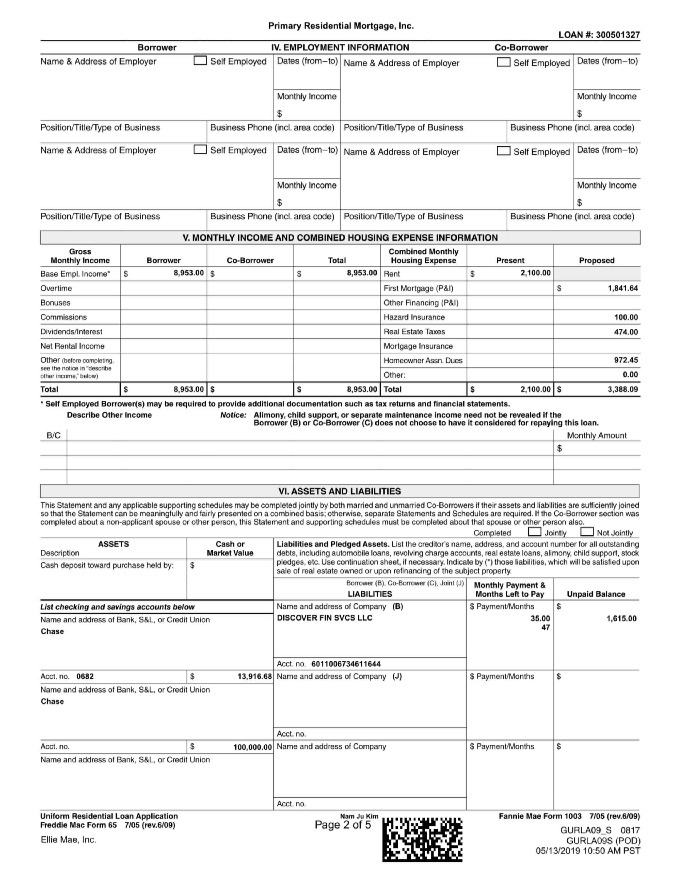 Primary Residential Mortgage, Inc.
LOAN #: 300501327
Borrower IV. EMPLOYMENT INFORMATION Co-Borrower
Name & Address of Employer Self Employed Dates (from–to) Name & Address of Employer Self Employed Dates (from–to)
Monthly Income Monthly Income
$ $
Position/Title/Type of Business Business Phone (incl. area code) Position/Title/Type of Business Business Phone (incl. area code)
Name & Address of Employer Self Employed Dates (from–to) Name & Address of Employer Self Employed Dates (from–to)
Monthly Income Monthly Income
$ $
Position/Title/Type of Business Business Phone (incl. area code) Position/Title/Type of Business Business Phone (incl. area code)
V. MONTHLY INCOME AND COMBINED HOUSING EXPENSE INFORMATION
Gross Monthly Income Borrower Co-Borrower Total Combined Monthly Housing Expense Present Proposed
Base Empl. Income* $ 8,953.00 $ $ 8,953.00 Rent $ 2,100.00
Overtime First Mortgage (P&I) $ 1,841.64
Bonuses Other Financing (P&I)
Commissions Hazard Insurance 100.00
Dividends/Interest Real Estate Taxes 474.00
Net Rental Income Mortgage Insurance
Other (before completing, see the notice in "describe other income," below) Homeowner Assn. Dues 972.45
Other: 0.00
Total $ 8,953.00 $ $ 8,953.00 Total $ 2,100.00 $ 3,388.09
* Self Employed Borrower(s) may be required to provide additional documentation such as tax returns and financial statements.
Describe Other Income Notice: Alimony, child support, or separate maintenance income need not be revealed if the
Borrower (B) or Co-Borrower (C) does not choose to have it considered for repaying this loan.
B/C Monthly Amount
$
VI. ASSETS AND LIABILITIES
This Statement and any applicable supporting schedules may be completed jointly by both married and unmarried Co-Borrowers if their assets and liabilities are sufficiently joined
so that the Statement can be meaningfully and fairly presented on a combined basis; otherwise, separate Statements and Schedules are required. If the Co-Borrower section was
completed about a non-applicant spouse or other person, this Statement and supporting schedules must be completed about that spouse or other person also.
Completed Jointly Not Jointly
ASSETS Cash or Market Value
Description
Cash deposit toward purchase held by: $
Liabilities and Pledged Assets. List the creditor's name, address, and account number for all outstanding
debts, including automobile loans, revolving charge accounts, real estate loans, alimony, child support, stock
pledges, etc. Use continuation sheet, if necessary. Indicate by (*) those liabilities, which will be satisfied upon
sale of real estate owned or upon refinancing of the subject property.
Borrower (B), Co-Borrower (C), Joint (J)
LIABILITIES Monthly Payment & Months Left to Pay Unpaid Balance
List checking and savings accounts below Name and address of Company (B) $ Payment/Months $
Name and address of Bank, S&L, or Credit Union DISCOVER FIN SVCS LLC 35.00 1,615.00
Chase 47
Acct. no. 6011006734611644
Acct. no. 0682 $ 13,916.68 Name and address of Company (J) $ Payment/Months $
Name and address of Bank, S&L, or Credit Union
Chase
Acct. no.
Acct. no. $ 100,000.00 Name and address of Company $ Payment/Months $
Name and address of Bank, S&L, or Credit Union
Acct. no.
Uniform Residential Loan Application Nam Ju Kim Fannie Mae Form 1003 7/05 (rev.6/09)
Freddie Mac Form 65 7/05 (rev.6/09) Page 2 of 5
GURLA09_S 0817
Ellie Mae, Inc. GURLA09S (POD)
05/13/2019 10:50 AM PST